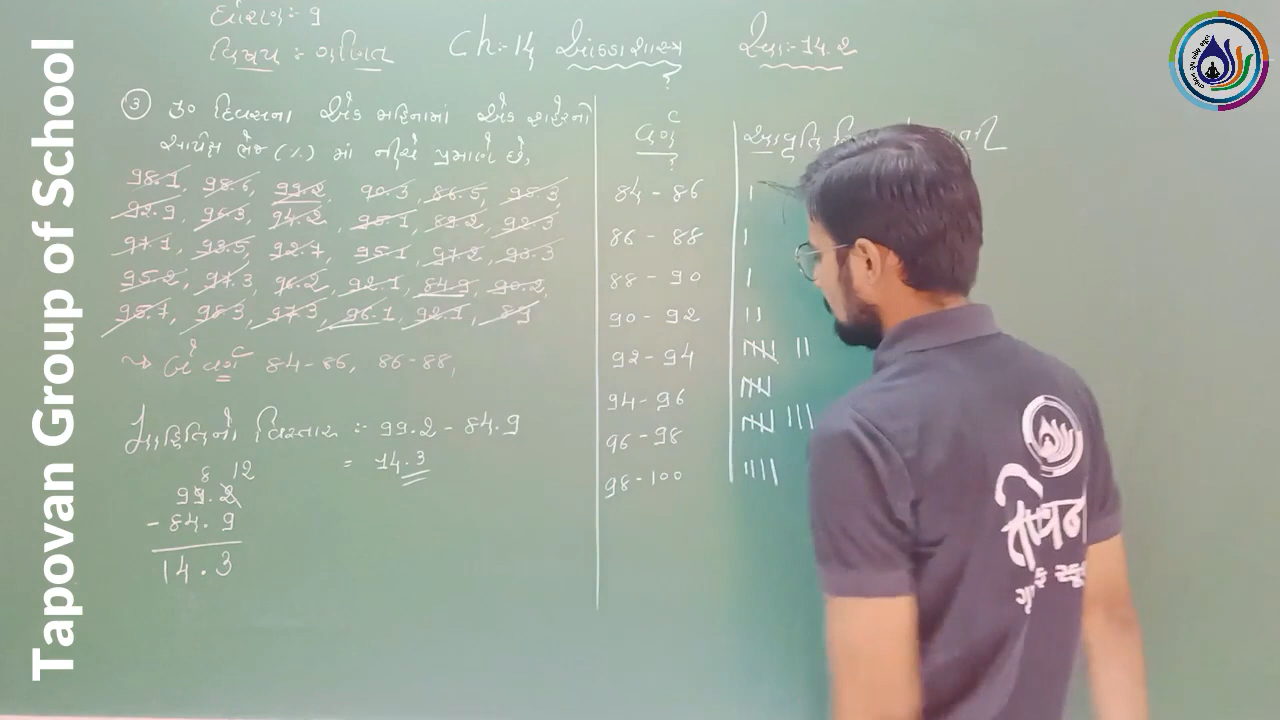 Tapovan Group of School
ધોરણ :- 9
વિષય : ગણિત
Ch:- 14 આંકડાશાસ્ત્ર
સ્વા:- 14.2
(3) 30 દિવસના એક મહિનામાં એક શહેરનો
સાપેક્ષ ભેજ (%) માં નીચે પ્રમાણે છે,
98.1, 98.6, 99.2, 90.3, 86.5, 95.3,
92.9, 96.3, 94.2, 95.1, 89.2, 92.3
97.1, 93.5, 92.7, 95.1, 97.2, 93.3
95.2, 97.3, 96.2, 92.1, 84.9, 90.2,
95.7, 98.3, 97.3, 96.1, 92.1, 89
→ બે વર્ગ 84-86, 86-88,
માહિતીનો વિસ્તાર :- 99.2 - 84.9
= 14.3
8 12
99.2
- 84.9
14.3
વર્ગ
84 - 86
86 - 88
88 - 90
90 - 92
92 - 94
94 - 96
96 - 98
98 - 100
આવૃત્તિ
તપોવન